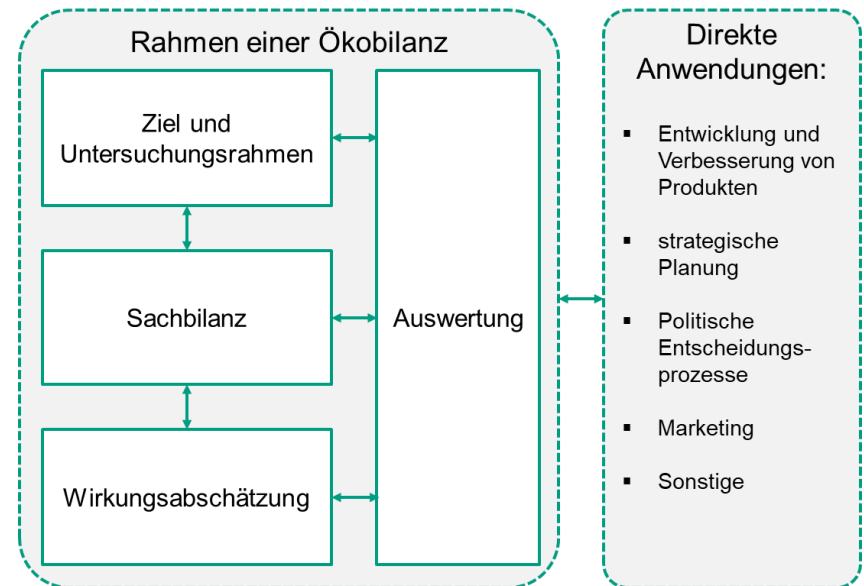 Rahmen einer Ökobilanz
Ziel und
Untersuchungsrahmen
Sachbilanz
Wirkungsabschätzung
Auswertung
Direkte
Anwendungen:
▪ Entwicklung und
Verbesserung von
Produkten
▪ strategische
Planung
▪ Politische
Entscheidungs-
prozesse
▪ Marketing
▪ Sonstige